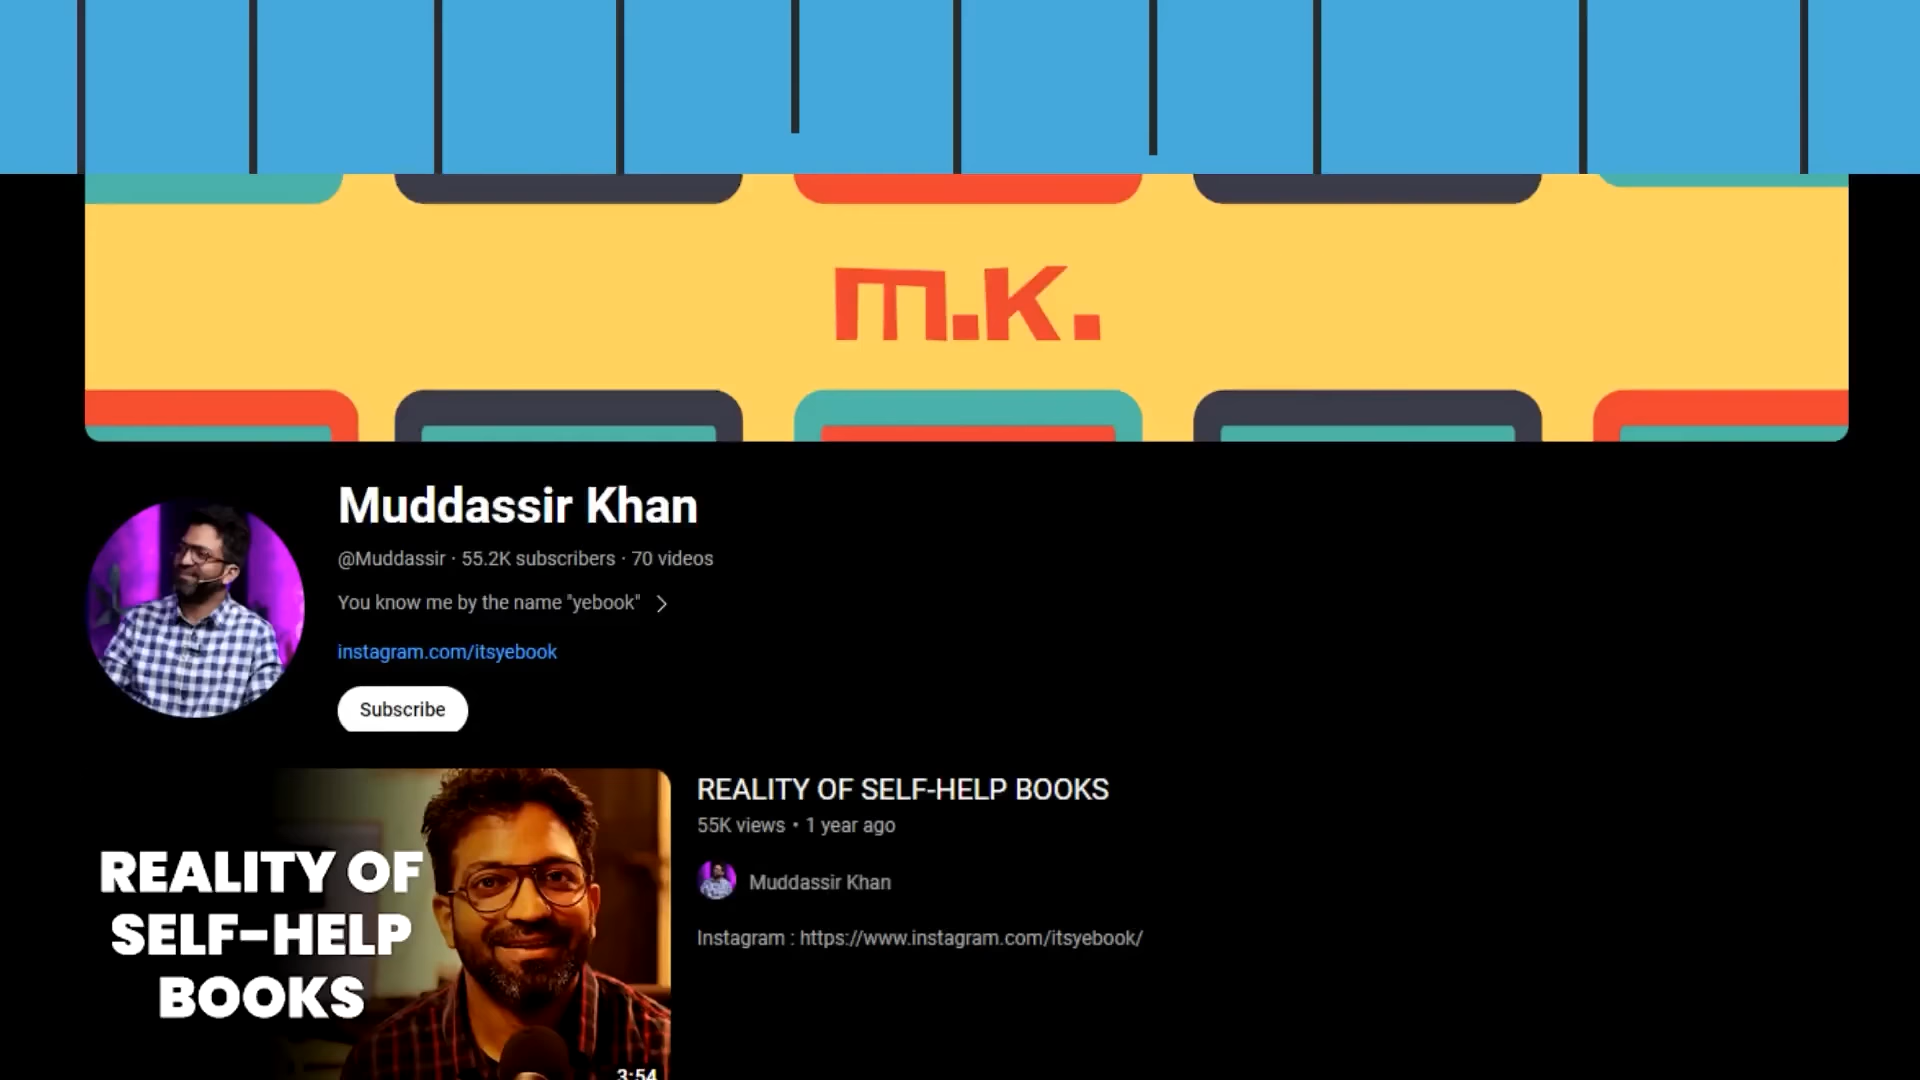 m.k.
Muddassir Khan
@Muddassir · 55.2K subscribers · 70 videos
You know me by the name "yebook"
instagram.com/itsyebook
Subscribe
REALITY OF
SELF-HELP
BOOKS
3:54
REALITY OF SELF-HELP BOOKS
55K views • 1 year ago
Muddassir Khan
Instagram : https://www.instagram.com/itsyebook/